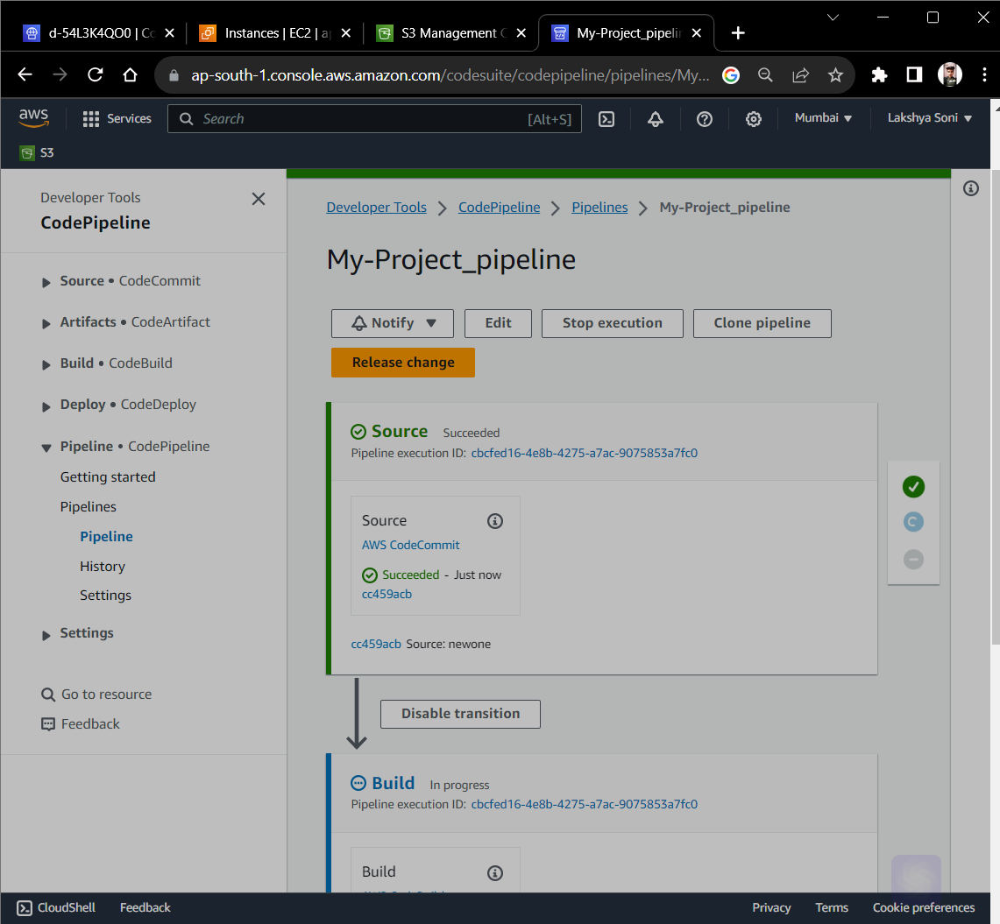 d-54L3K4QO0 | Co
Instances | EC2 | a
S3 Management C
My-Project_pipelin
ap-south-1.console.aws.amazon.com/codesuite/codepipeline/pipelines/My...
aws
Services
Search
[Alt+S]
Mumbai
Lakshya Soni
S3
Developer Tools
CodePipeline
Source • CodeCommit
Artifacts • CodeArtifact
Build • CodeBuild
Deploy • CodeDeploy
Pipeline • CodePipeline
Getting started
Pipelines
Pipeline
History
Settings
Settings
Go to resource
Feedback
Developer Tools > CodePipeline > Pipelines > My-Project_pipeline
My-Project_pipeline
Notify
Edit
Stop execution
Clone pipeline
Release change
Source Succeeded
Pipeline execution ID: cbcfed16-4e8b-4275-a7ac-9075853a7fc0
Source
AWS CodeCommit
Succeeded - Just now
cc459acb
cc459acb Source: newone
Disable transition
Build In progress
Pipeline execution ID: cbcfed16-4e8b-4275-a7ac-9075853a7fc0
Build
CloudShell
Feedback
Privacy
Terms
Cookie preferences